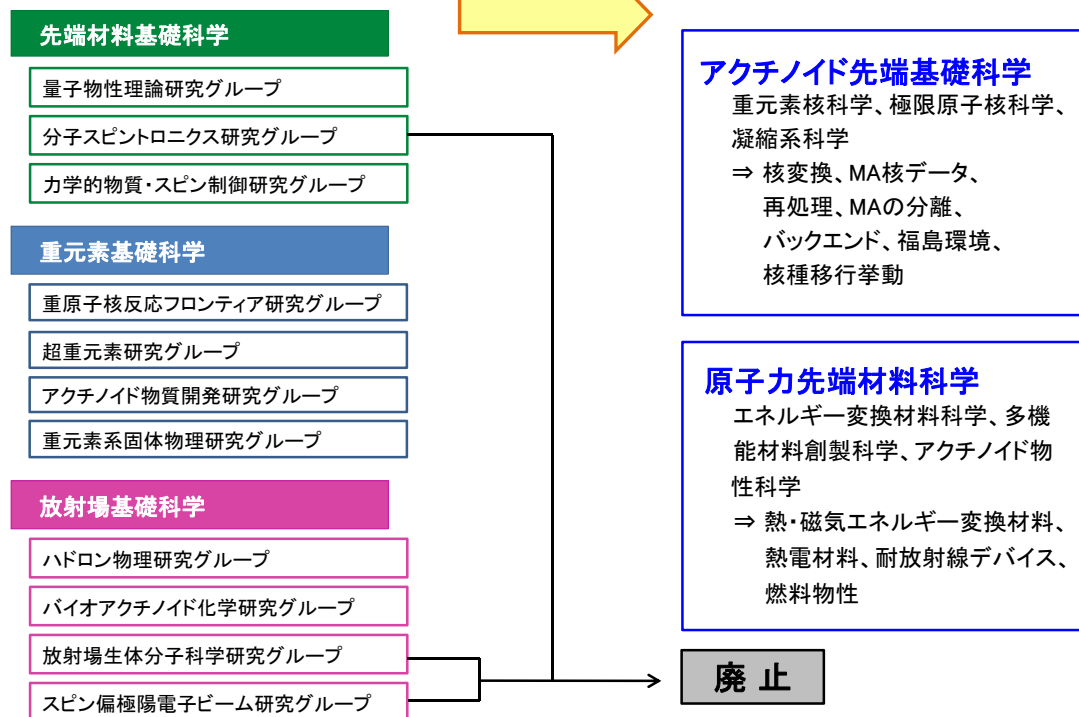 先端材料基礎科学
量子物性理論研究グループ
分子スピントロニクス研究グループ
力学的物質・スピン制御研究グループ
重元素基礎科学
重原子核反応フロンティア研究グループ
超重元素研究グループ
アクチノイド物質開発研究グループ
重元素系固体物理研究グループ
放射場基礎科学
ハドロン物理研究グループ
バイオアクチノイド化学研究グループ
放射場生体分子科学研究グループ
スピン偏極陽電子ビーム研究グループ
アクチノイド先端基礎科学
重元素核科学、極限原子核科学、
凝縮系科学
⇒ 核変換、MA核データ、
再処理、MAの分離、
バックエンド、福島環境、
核種移行挙動
原子力先端材料科学
エネルギー変換材料科学、多機
能材料創製科学、アクチノイド物
性科学
⇒ 熱・磁気エネルギー変換材料、
熱電材料、耐放射線デバイス、
燃料物性
廃 止